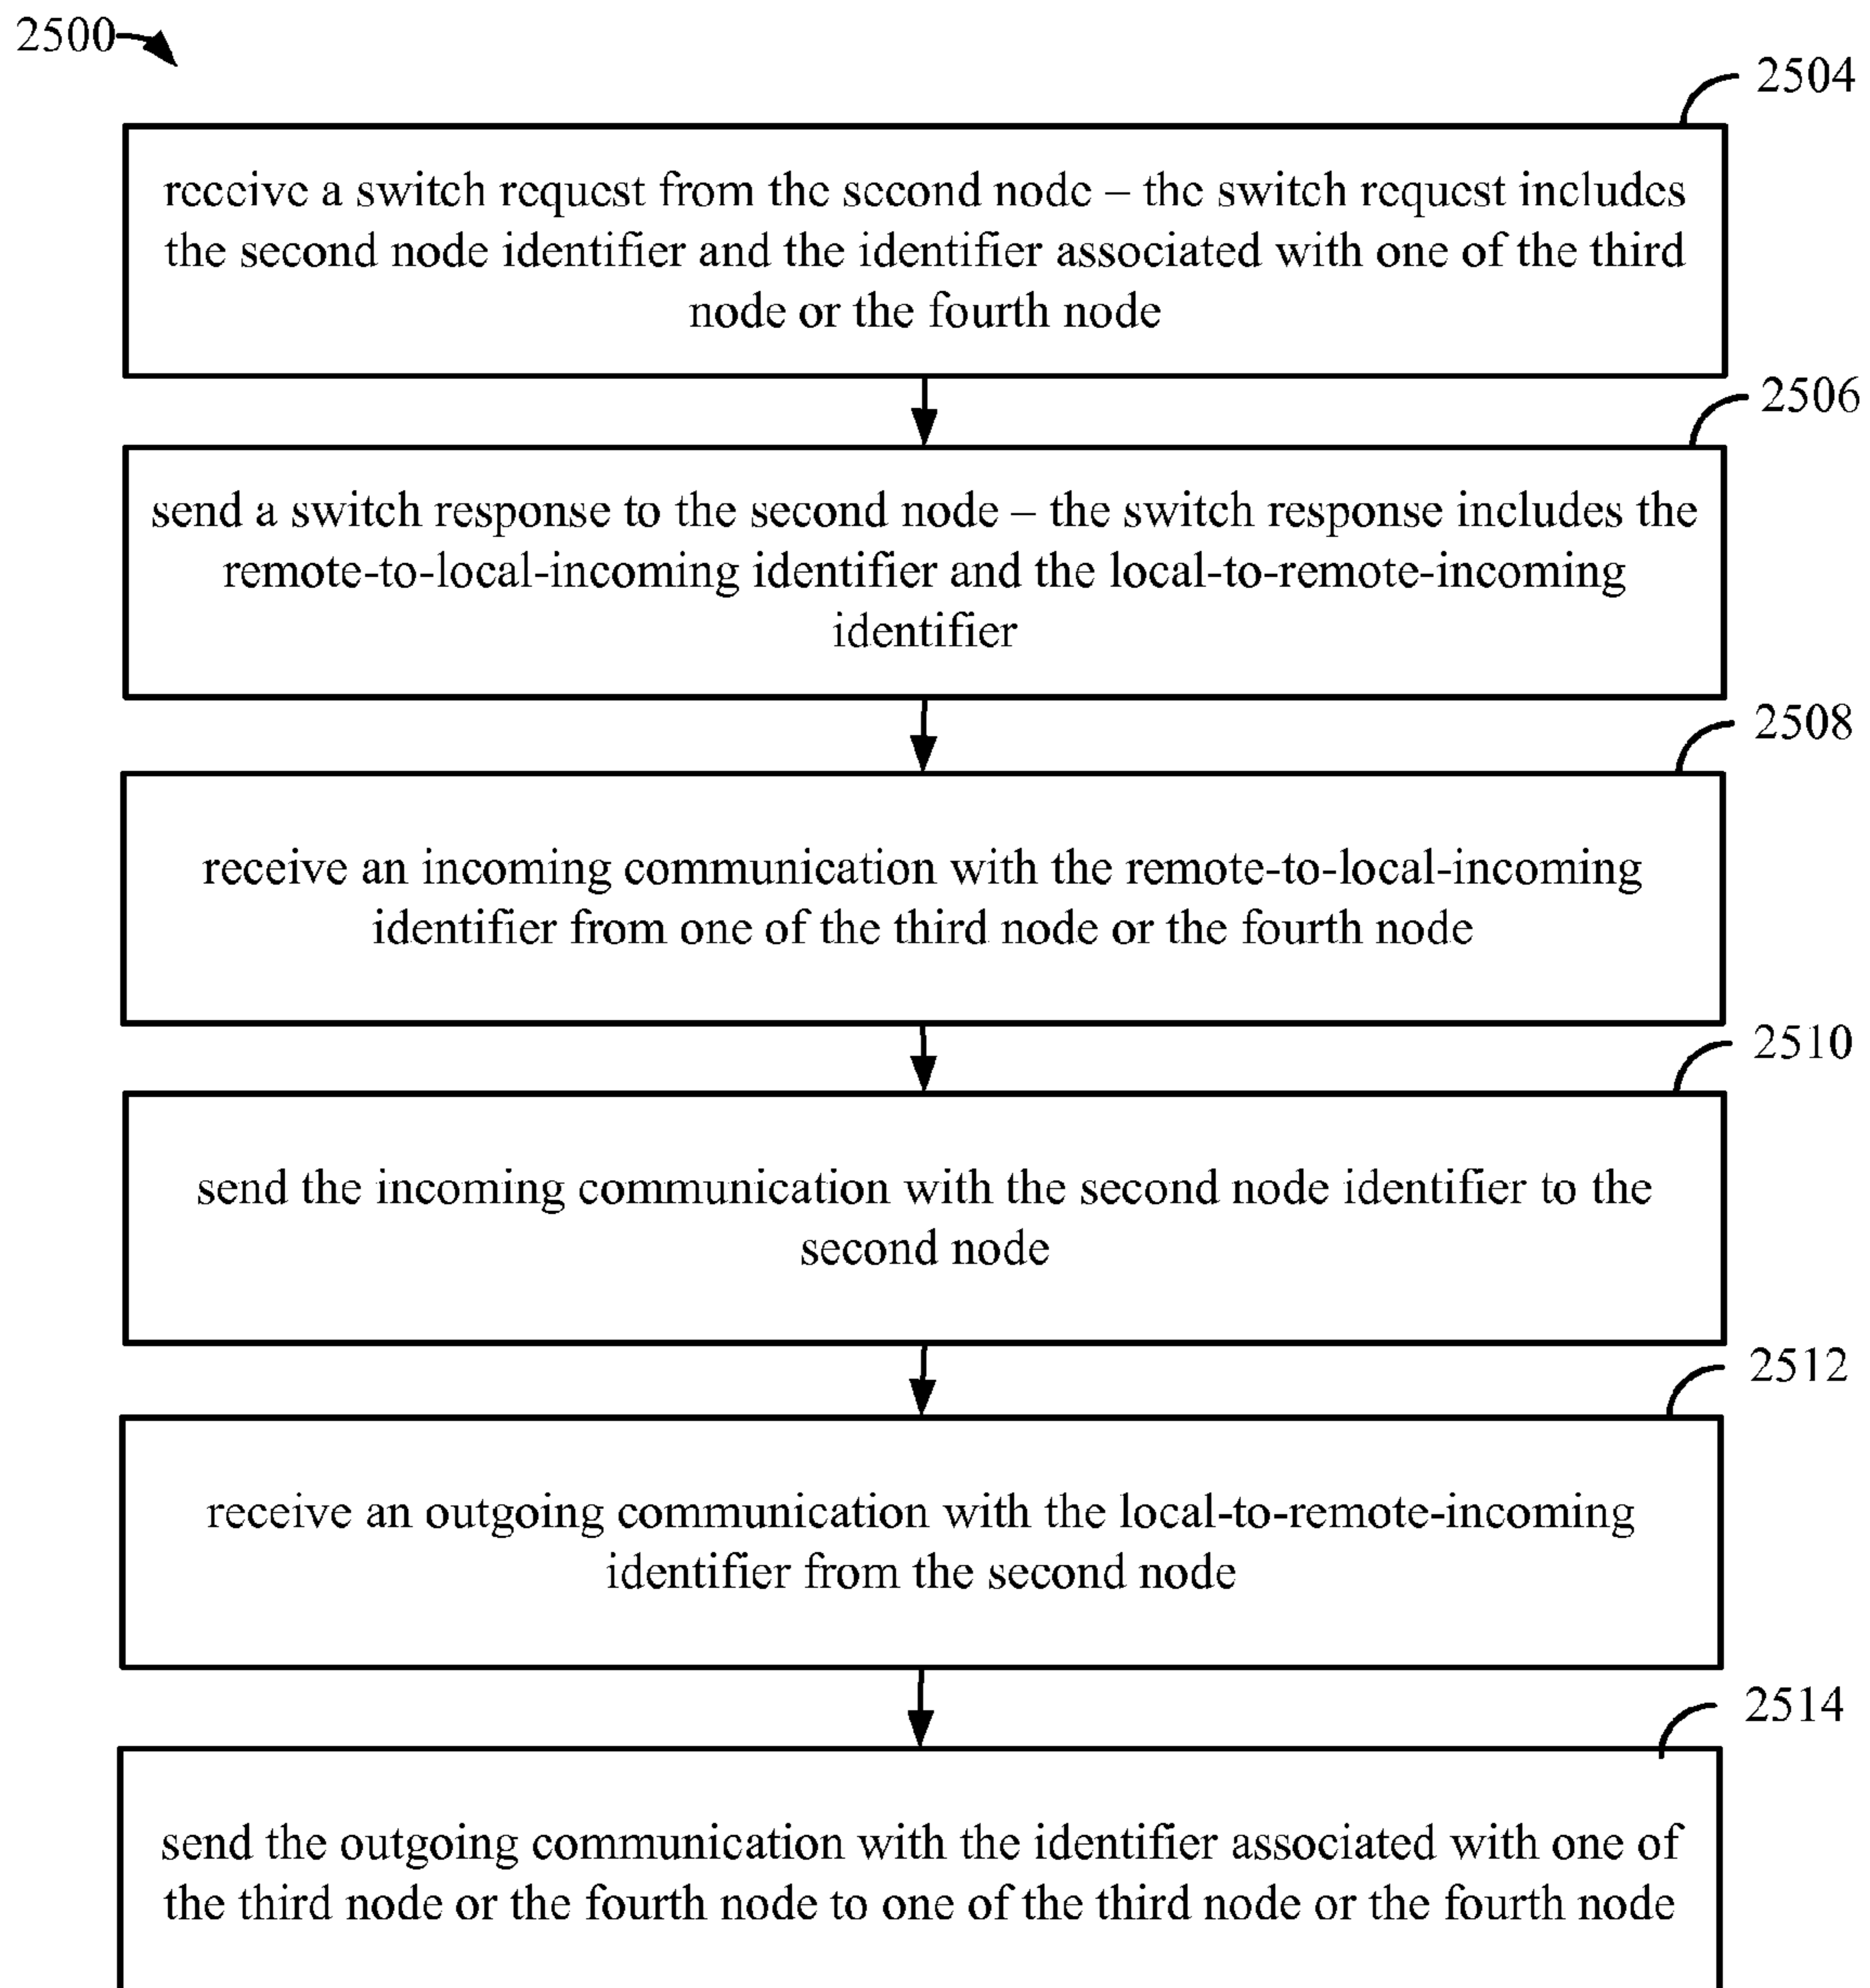 2500
2504
receive a switch request from the second node – the switch request includes
the second node identifier and the identifier associated with one of the third
node or the fourth node
2506
send a switch response to the second node – the switch response includes the
remote-to-local-incoming identifier and the local-to-remote-incoming
identifier
2508
receive an incoming communication with the remote-to-local-incoming
identifier from one of the third node or the fourth node
2510
send the incoming communication with the second node identifier to the
second node
2512
receive an outgoing communication with the local-to-remote-incoming
identifier from the second node
2514
send the outgoing communication with the identifier associated with one of
the third node or the fourth node to one of the third node or the fourth node